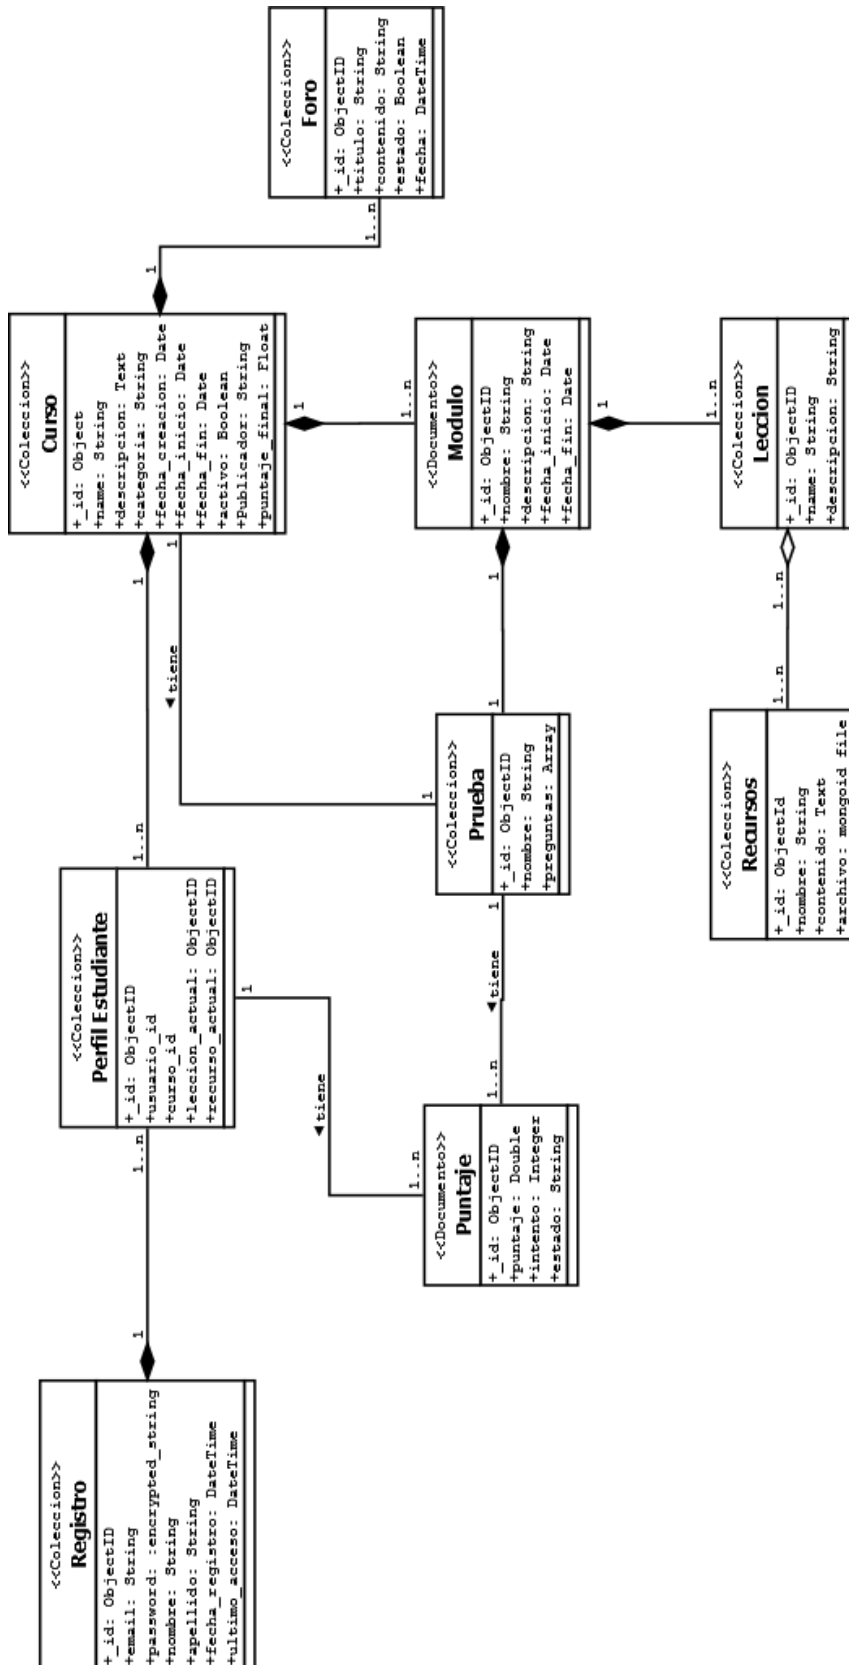 <<Coleccion>>
Registro
+_id: ObjectID
+email: String
+password: :encrypted_string
+nombre: String
+apellido: String
+fecha_registro: DateTime
+ultimo_acceso: DateTime
1
1..n
<<Coleccion>>
Perfil Estudiante
+_id: ObjectID
+usuario_id
+curso_id
+leccion_actual: ObjectID
+recurso_actual: ObjectID
1..n
1
<<Coleccion>>
Curso
+_id: Object
+name: String
+descripcion: Text
+categoria: String
+fecha_creacion: Date
+fecha_inicio: Date
+fecha_fin: Date
+activo: Boolean
+Publicador: String
+puntaje_final: Float
1
1..n
<<Coleccion>>
Foro
+_id: ObjectID
+titulo: String
+contenido: String
+estado: Boolean
+fecha: DateTime
1
◀tiene
1..n
<<Documento>>
Puntaje
+_id: ObjectID
+puntaje: Double
+intento: Integer
+estado: String
1..n
◀tiene
1
<<Coleccion>>
Prueba
+_id: ObjectID
+nombre: String
+preguntas: Array
1
◀tiene
1
1
1
<<Documento>>
Modulo
+_id: ObjectID
+nombre: String
+descripcion: String
+fecha_inicio: Date
+fecha_fin: Date
1
1..n
1
1..n
<<Coleccion>>
Recursos
+_id: ObjectId
+nombre: String
+contenido: Text
+archivo: mongoid file
1..n
1..n
<<Coleccion>>
Leccion
+_id: ObjectID
+name: String
+descripcion: String